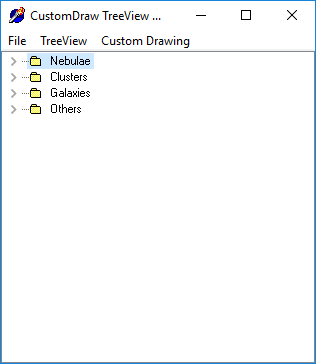 CustomDraw TreeView ...
File TreeView Custom Drawing
Nebulae
Clusters
Galaxies
Others